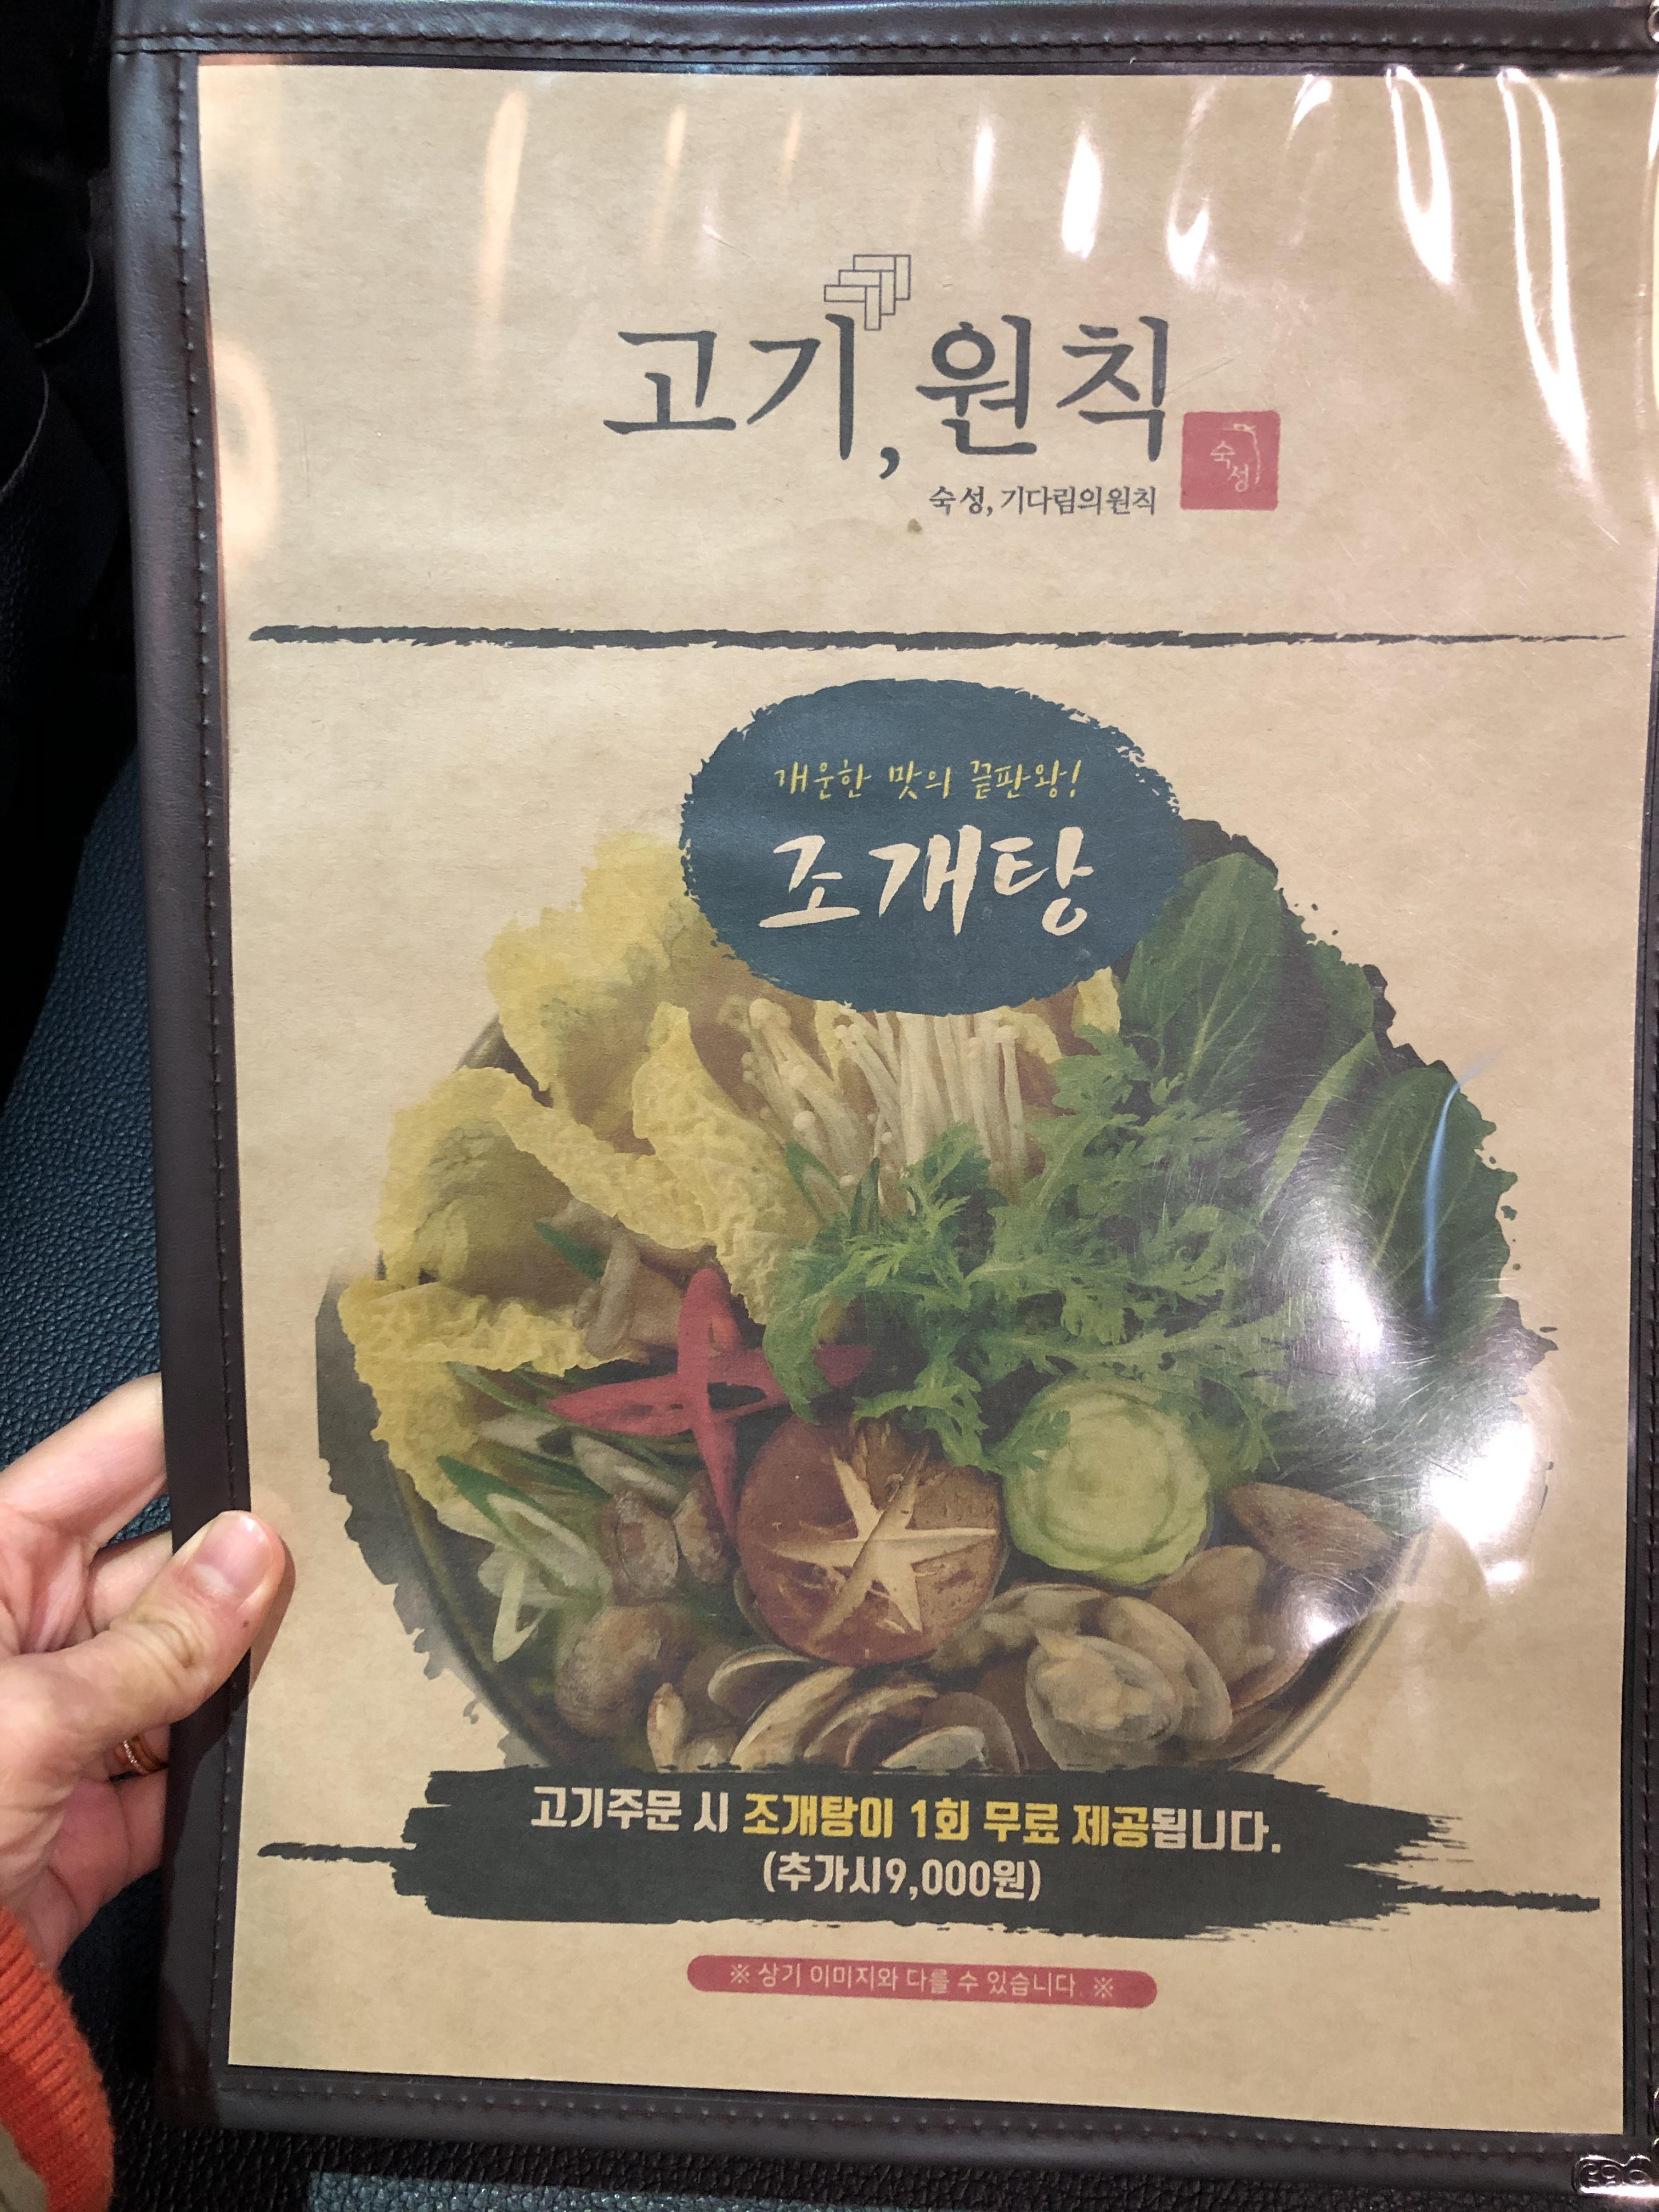 고기, 원칙
숙성
숙성, 기다림의원칙
개운한 맛의 끝판왕!
조개탕
고기주문 시 조개탕이 1회 무료 제공됩니다.
(추가시9,000원)
※ 상기 이미지와 다를 수 있습니다. ※